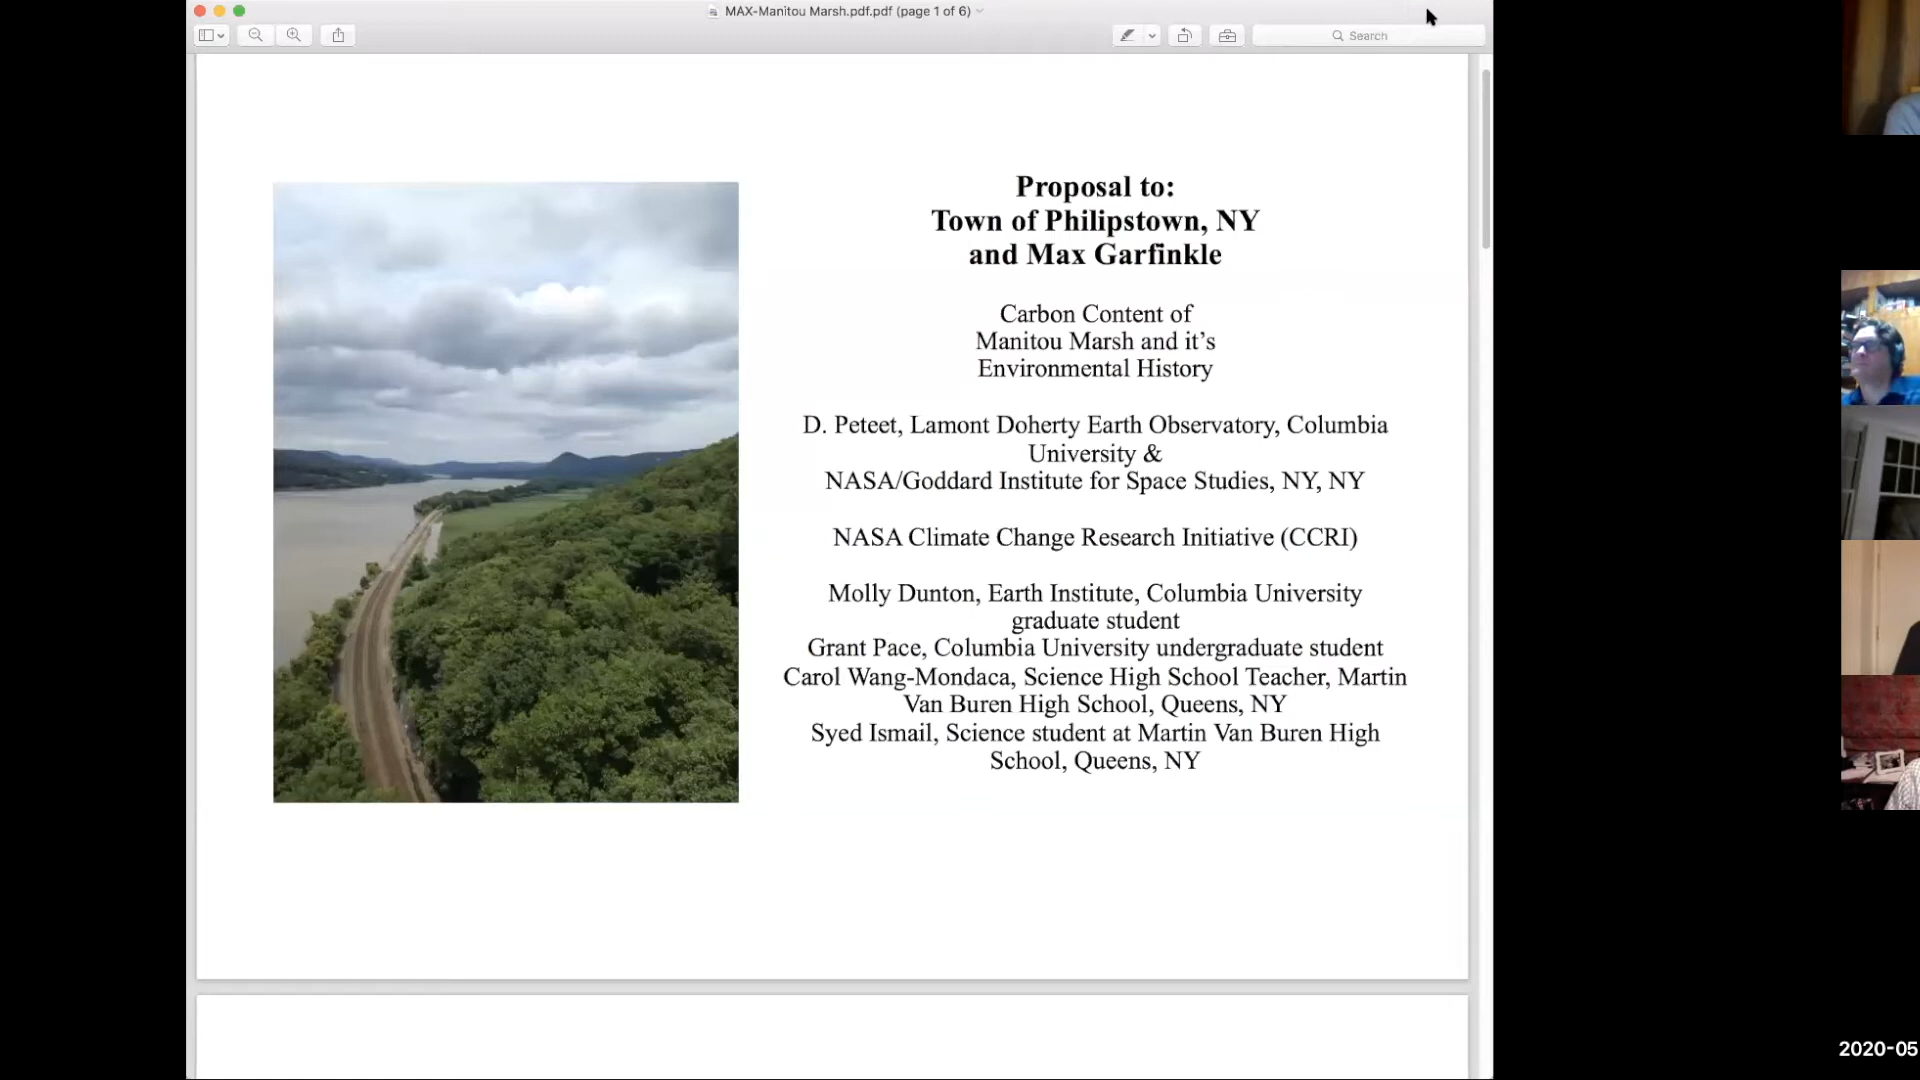 MAX-Manitou Marsh.pdf.pdf (page 1 of 6)
Search
Proposal to:
Town of Philipstown, NY
and Max Garfinkle
Carbon Content of
Manitou Marsh and it's
Environmental History
D. Peteet, Lamont Doherty Earth Observatory, Columbia
University &
NASA/Goddard Institute for Space Studies, NY, NY
NASA Climate Change Research Initiative (CCRI)
Molly Dunton, Earth Institute, Columbia University
graduate student
Grant Pace, Columbia University undergraduate student
Carol Wang-Mondaca, Science High School Teacher, Martin
Van Buren High School, Queens, NY
Syed Ismail, Science student at Martin Van Buren High
School, Queens, NY
2020-05